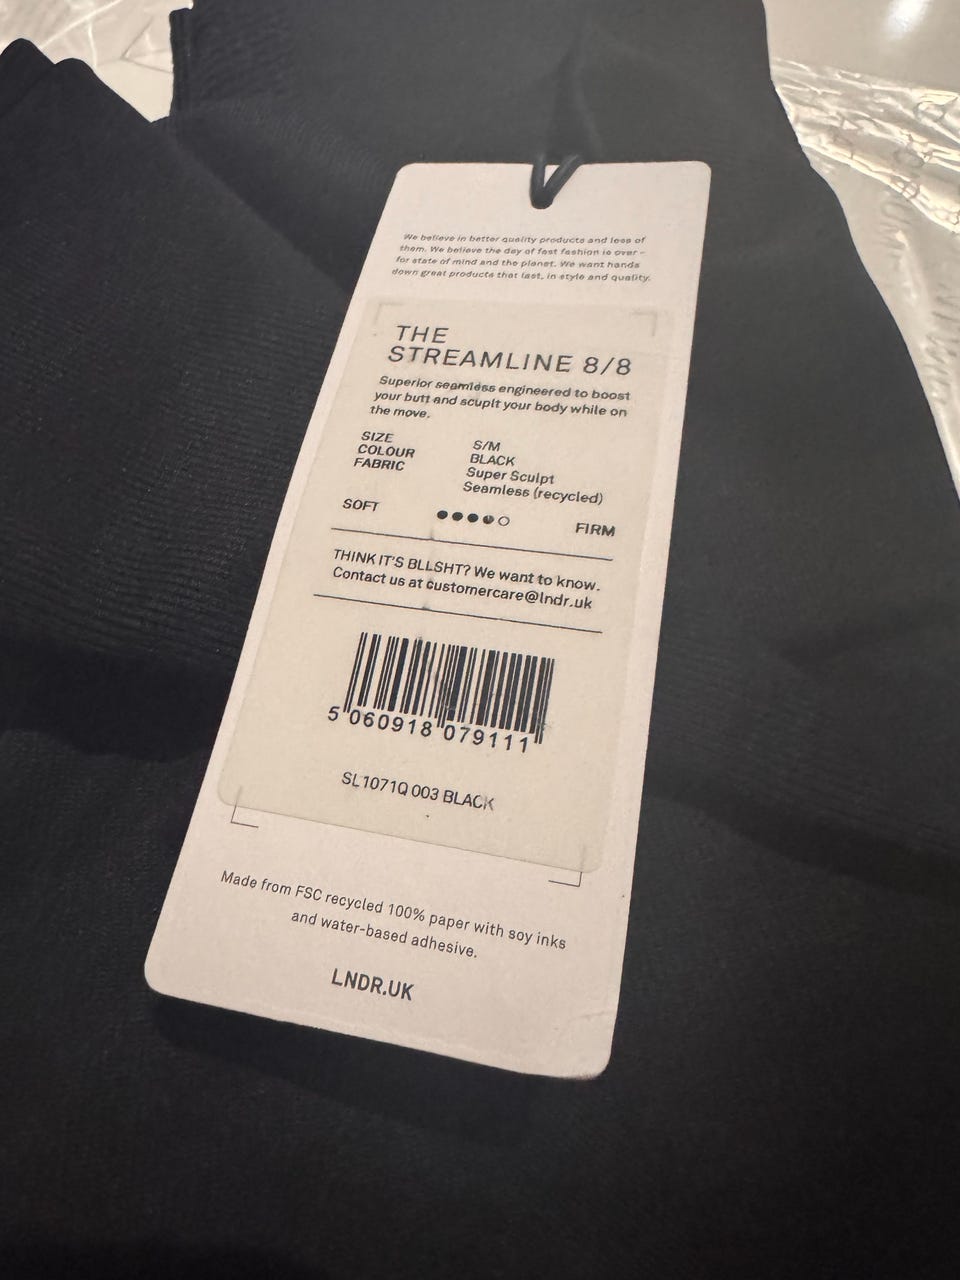 We believe in better quality products and less of
them. We believe the day of fast fashion is over -
for state of mind and the planet. We want hands
down great products that last, in style and quality.
THE
STREAMLINE 8/8
Superior seamless engineered to boost
your butt and scuplt your body while on
the move.
SIZE S/M
COLOUR BLACK
FABRIC Super Sculpt
Seamless (recycled)
SOFT FIRM
THINK IT'S BLLSHT? We want to know.
Contact us at customercare@lndr.uk
5 060918 079111
SL1071Q 003 BLACK
Made from FSC recycled 100% paper with soy inks
and water-based adhesive.
LNDR.UK